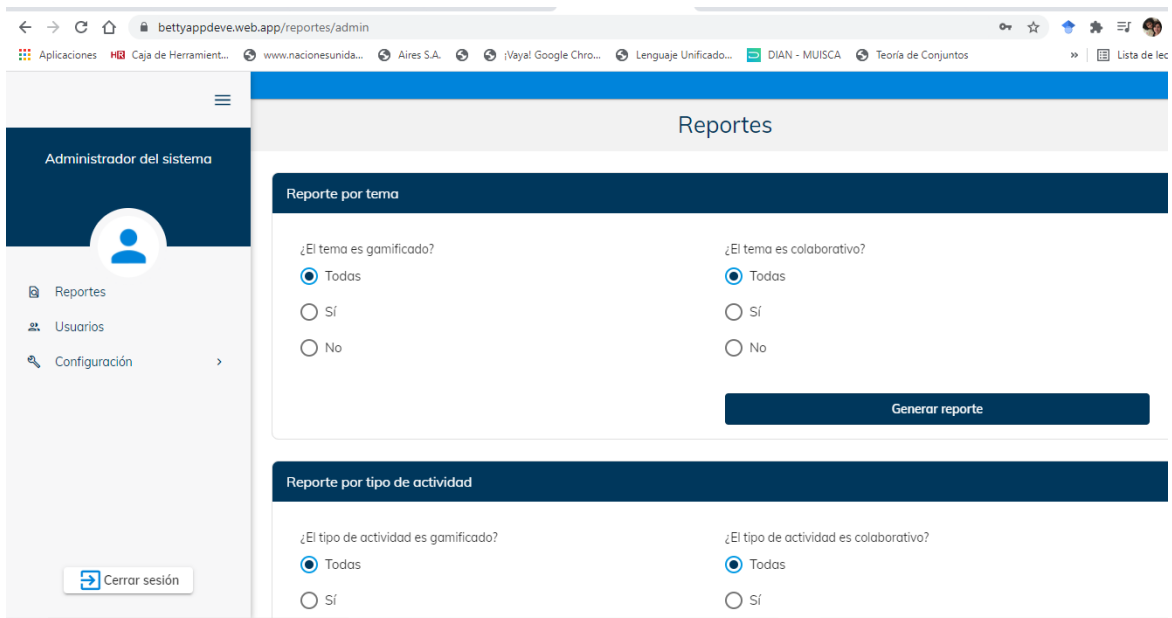 bettyappdeve.web.app/reportes/admin
Aplicaciones HB Caja de Herramient... www.nacionesunida... Aires S.A. ¡Vaya! Google Chro... Lenguaje Unificado... DIAN - MUISCA Teoría de Conjuntos » Lista de lec
Reportes
Administrador del sistema
Reportes
Usuarios
Configuración
Cerrar sesión
Reporte por tema
¿El tema es gamificado? ¿El tema es colaborativo?
Todas Todas
Sí Sí
No No
Generar reporte
Reporte por tipo de actividad
¿El tipo de actividad es gamificado? ¿El tipo de actividad es colaborativo?
Todas Todas
Sí Sí